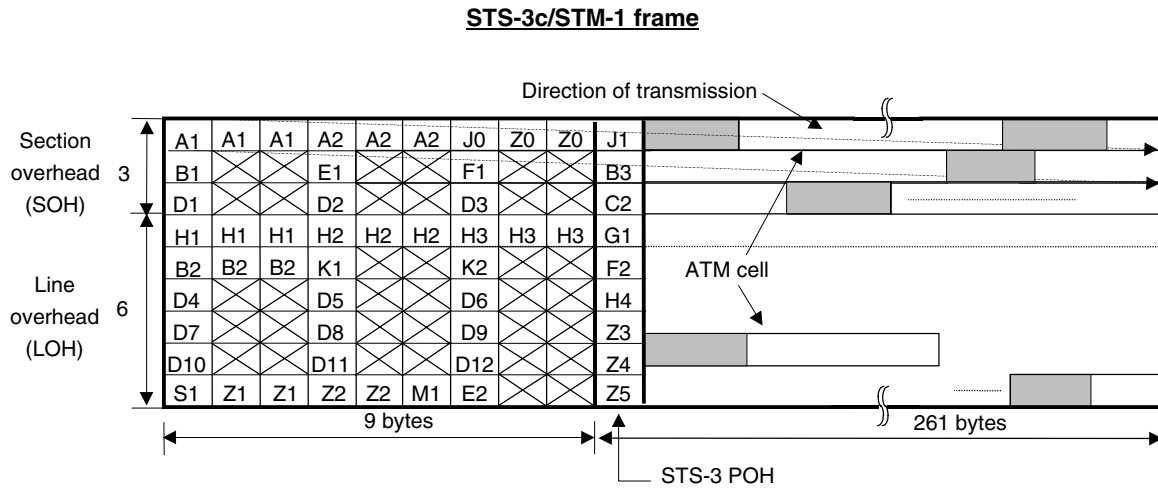 STS-3c/STM-1 frame
Direction of transmission
Section
overhead
(SOH)
3
A1 A1 A1 A2 A2 A2 J0 Z0 Z0 J1
B1 E1 F1 B3
D1 D2 D3 C2
Line
overhead
(LOH)
6
H1 H1 H1 H2 H2 H2 H3 H3 H3 G1
B2 B2 B2 K1 K2 F2
ATM cell
D4 D5 D6 H4
D7 D8 D9 Z3
D10 D11 D12 Z4
S1 Z1 Z1 Z2 Z2 M1 E2 Z5
9 bytes 261 bytes
STS-3 POH